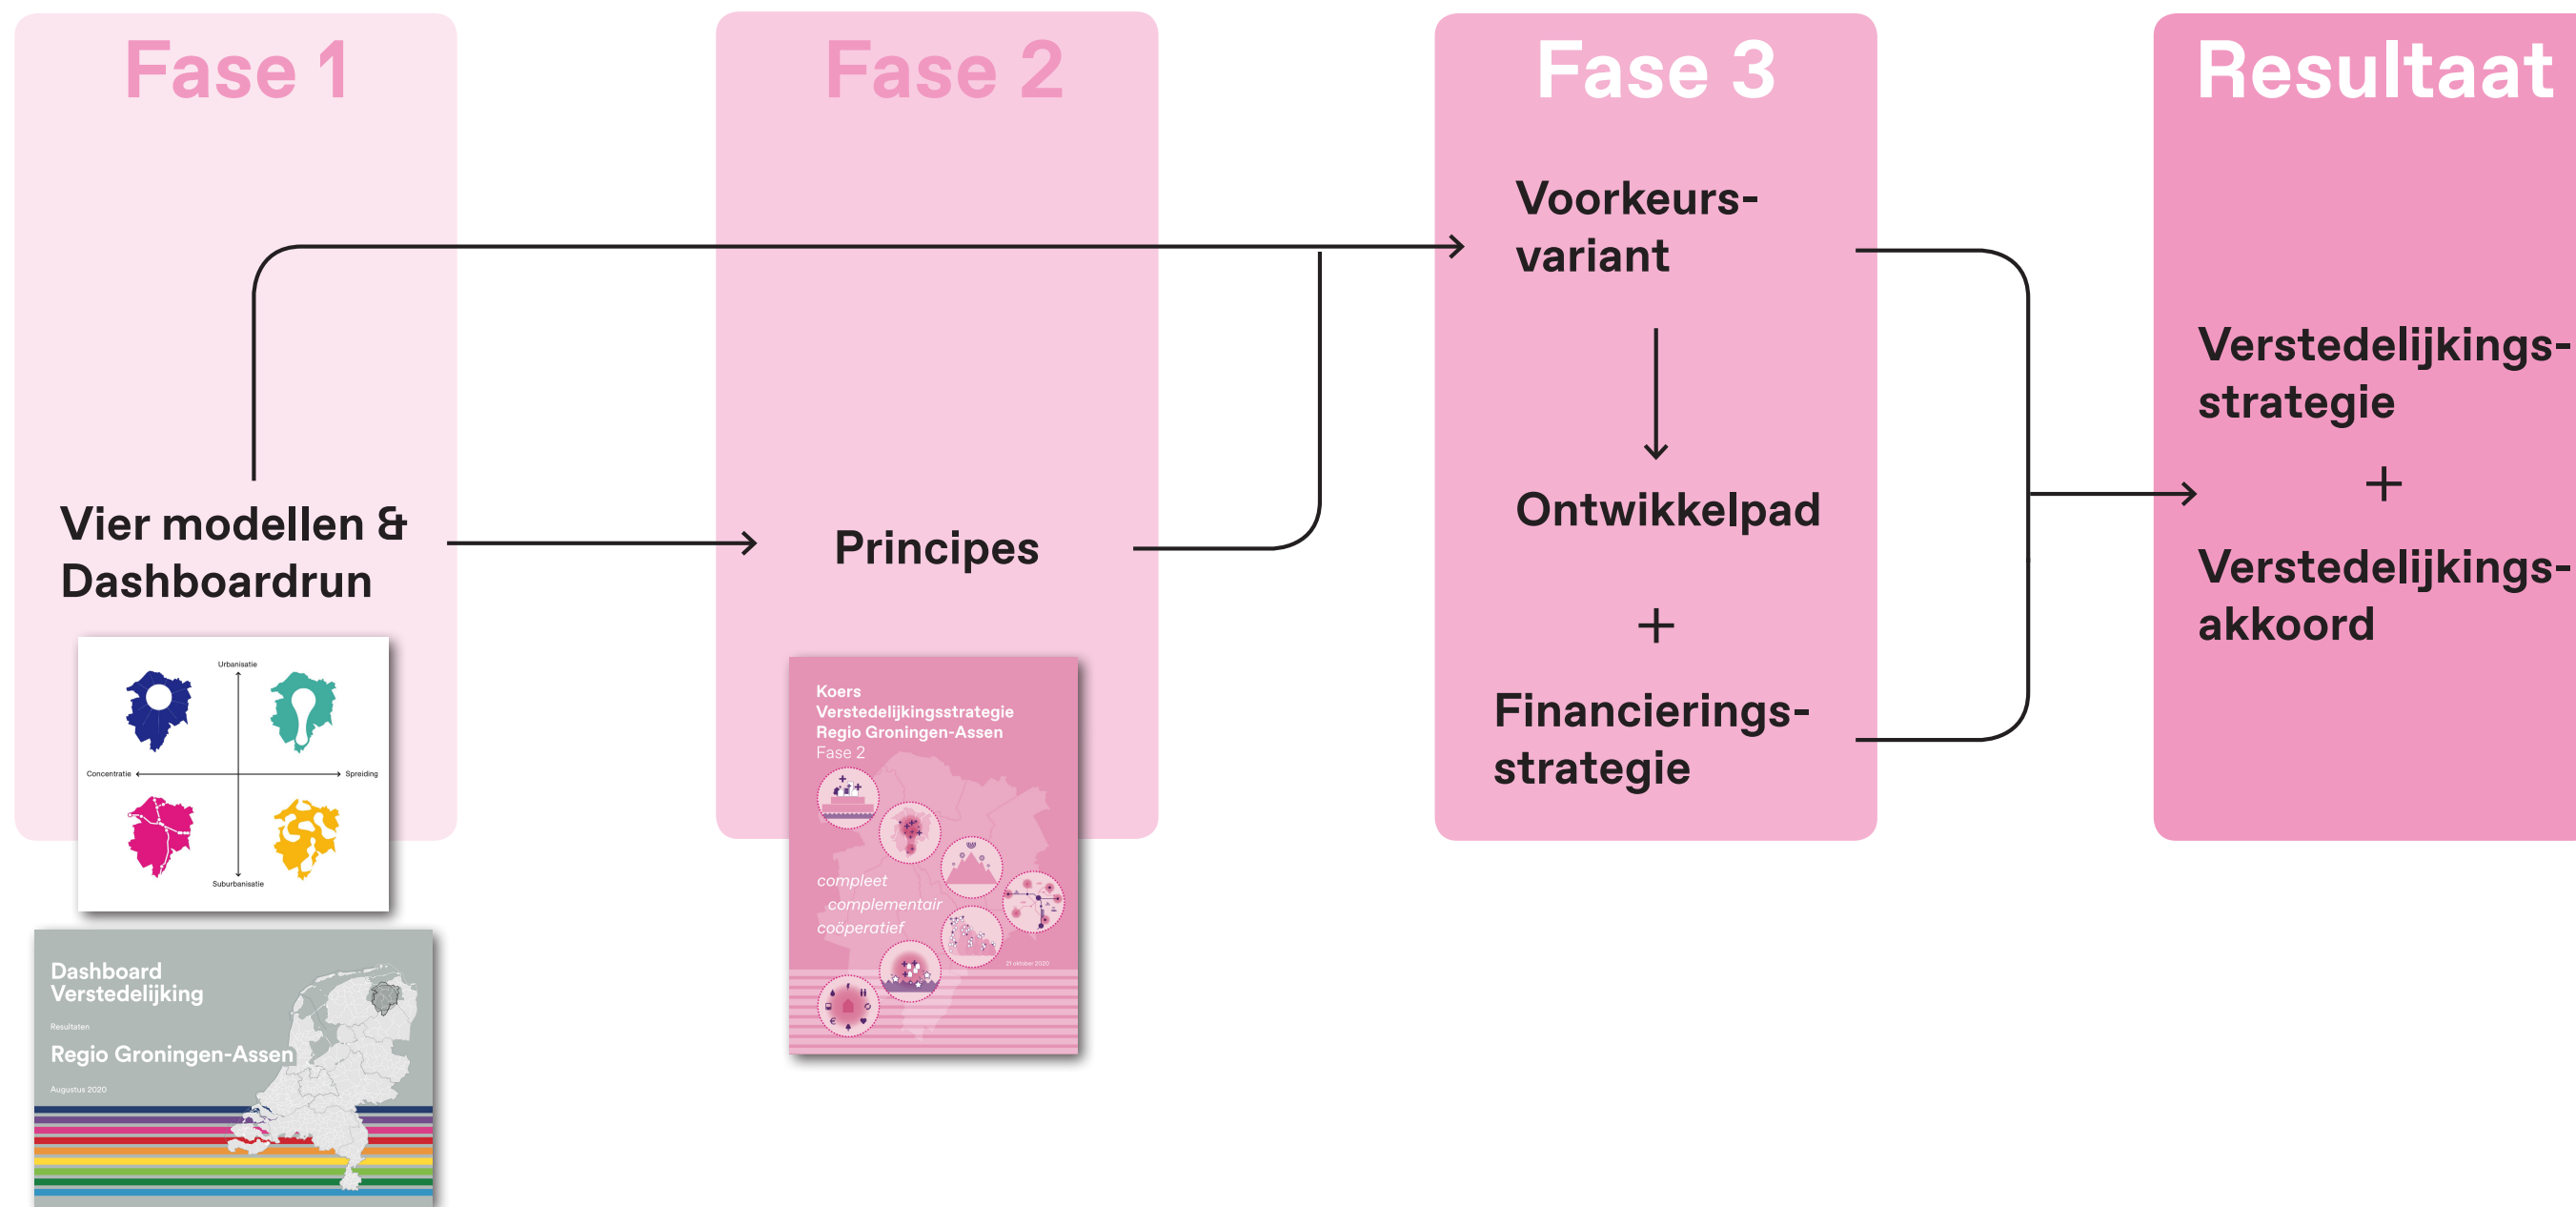 Fase 1
Vier modellen &
Dashboardrun
Urbanisatie
Concentratie
Spreiding
Suburbanisatie
Dashboard
Verstedelijking
Resultaten
Regio Groningen-Assen
Augustus 2020
Fase 2
Principes
Koers
Verstedelijkingsstrategie
Regio Groningen-Assen
Fase 2
compleet
complementair
coöperatief
21 oktober 2020
Fase 3
Voorkeurs-
variant
Ontwikkelpad
+
Financierings-
strategie
Resultaat
Verstedelijkings-
strategie
+
Verstedelijkings-
akkoord